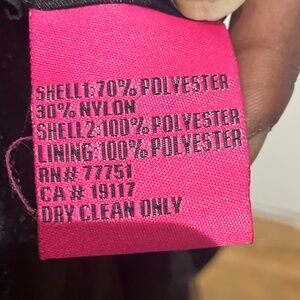 SHELL1:70% POLYESTER
30% NYLON
SHELL2:100% POLYESTER
LINING:100% POLYESTER
RN# 77751
CA # 19117
DRY CLEAN ONLY